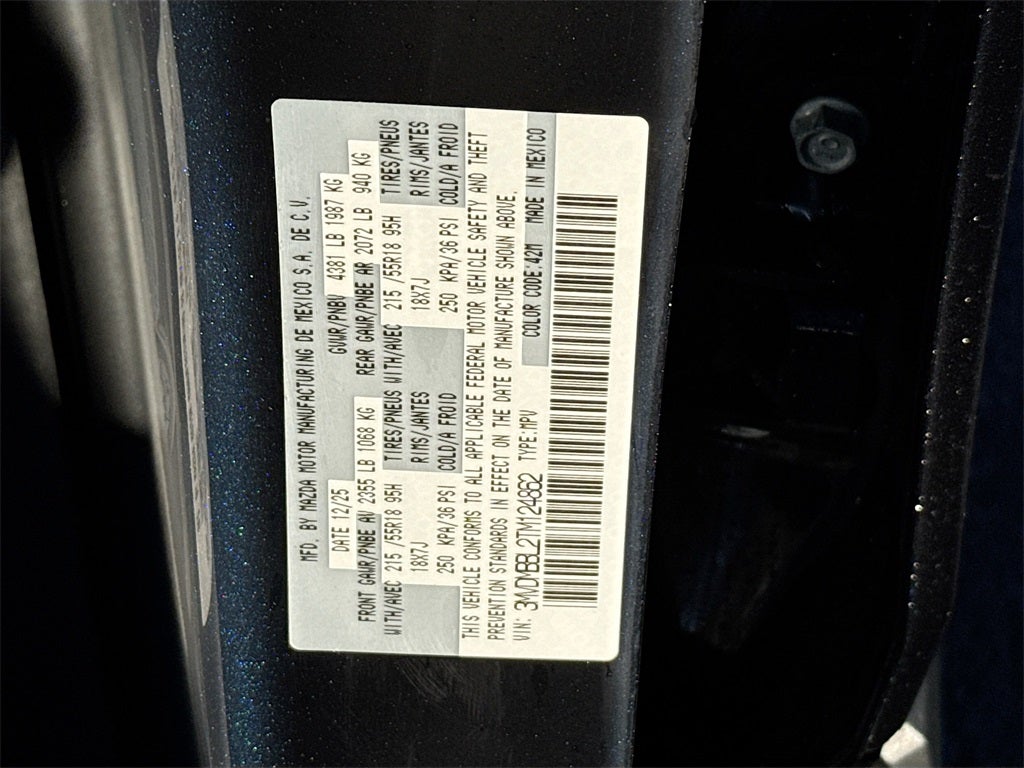 MFD. BY MAZDA MOTOR MANUFACTURING DE MEXICO S.A. DE C.V.
DATE 12/25 GVWR/PNBV 4381 LB 1987 KG
FRONT GAWR/PNBE AV 2355 LB 1068 KG REAR GAWR/PNBE AR 2072 LB 940 KG
WITH/AVEC 215 /55R18 95H TIRES/PNEUS WITH/AVEC 215 /55R18 95H TIRES/PNEUS
18X7J RIMS/JANTES 18X7J RIMS/JANTES
250 KPA/36 PSI COLD/A FROID 250 KPA/36 PSI COLD/A FROID
THIS VEHICLE CONFORMS TO ALL APPLICABLE FEDERAL MOTOR VEHICLE SAFETY AND THEFT
PREVENTION STANDARDS IN EFFECT ON THE DATE OF MANUFACTURE SHOWN ABOVE.
VIN: 3MVDMBBL2TM124862 TYPE:MPV COLOR CODE:42M MADE IN MEXICO